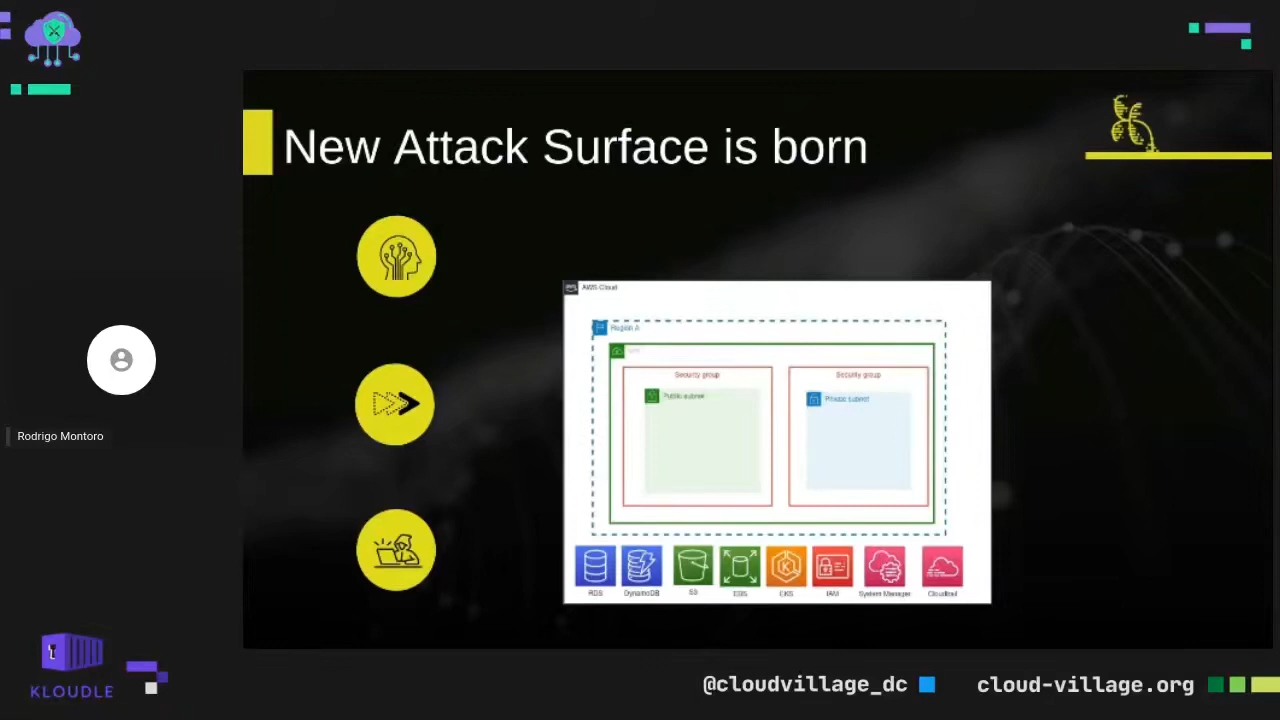 New Attack Surface is born
AWS Cloud
Region A
Security group
Security group
Public subnet
Private subnet
RDS
DynamoDB
S3
EBS
EKS
IAM
System Manager
Cloudtrail
Rodrigo Montoro
KLOUDLE
@cloudvillage_dc
cloud-village.org